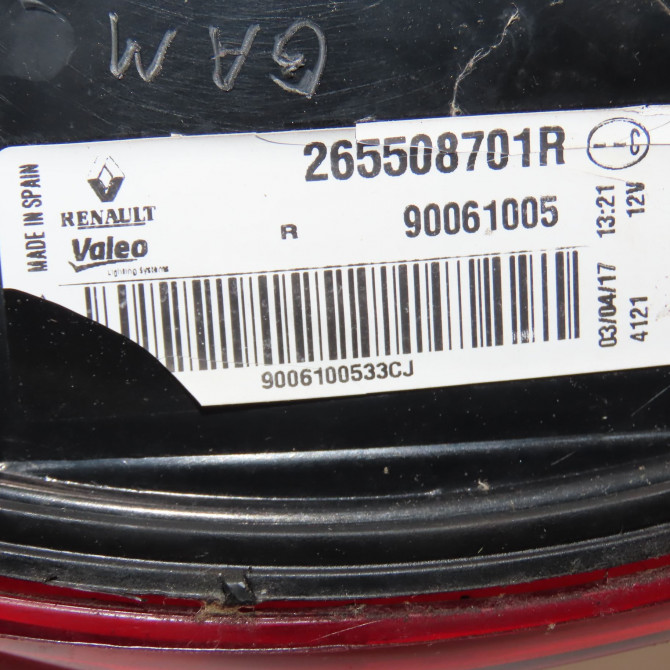 GAM
265508701R
MADE IN SPAIN
RENAULT
R
90061005
Valeo
Lighting Systems
13:21
12V
03/04/17
4121
9006100533CJ